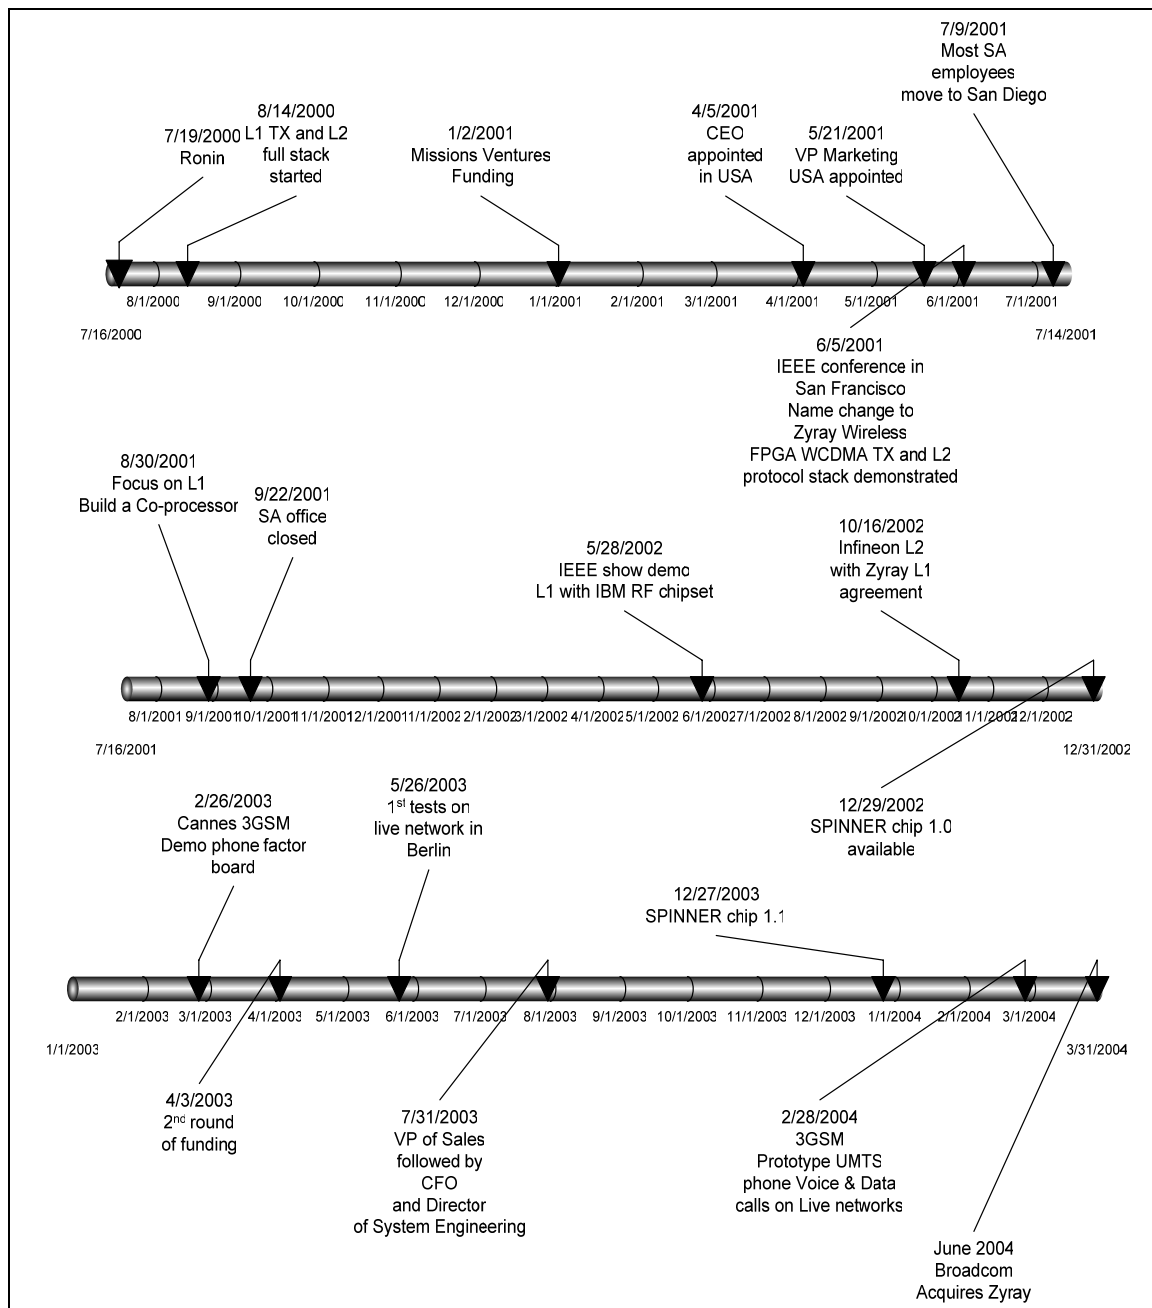 7/9/2001
Most SA
employees
move to San Diego
8/14/2000
L1 TX and L2
full stack
started
7/19/2000
Ronin
1/2/2001
Missions Ventures
Funding
4/5/2001
CEO
appointed
in USA
5/21/2001
VP Marketing
USA appointed
8/1/2000 9/1/2000 10/1/2000 11/1/2000 12/1/2000 1/1/2001 2/1/2001 3/1/2001 4/1/2001 5/1/2001 6/1/2001 7/1/2001
7/16/2000 7/14/2001
6/5/2001
IEEE conference in
San Francisco
Name change to
Zyray Wireless
FPGA WCDMA TX and L2
protocol stack demonstrated
8/30/2001
Focus on L1
Build a Co-processor
9/22/2001
SA office
closed
5/28/2002
IEEE show demo
L1 with IBM RF chipset
10/16/2002
Infineon L2
with Zyray L1
agreement
8/1/2001 9/1/2001 10/1/2001 11/1/2001 12/1/2001 1/1/2002 2/1/2002 3/1/2002 4/1/2002 5/1/2002 6/1/2002 7/1/2002 8/1/2002 9/1/2002 10/1/2002 11/1/2002 12/1/2002
7/16/2001 12/31/2002
12/29/2002
SPINNER chip 1.0
available
2/26/2003
Cannes 3GSM
Demo phone factor
board
5/26/2003
1st tests on
live network in
Berlin
12/27/2003
SPINNER chip 1.1
2/1/2003 3/1/2003 4/1/2003 5/1/2003 6/1/2003 7/1/2003 8/1/2003 9/1/2003 10/1/2003 11/1/2003 12/1/2003 1/1/2004 2/1/2004 3/1/2004
1/1/2003 3/31/2004
4/3/2003
2nd round
of funding
7/31/2003
VP of Sales
followed by
CFO
and Director
of System Engineering
2/28/2004
3GSM
Prototype UMTS
phone Voice & Data
calls on Live networks
June 2004
Broadcom
Acquires Zyray